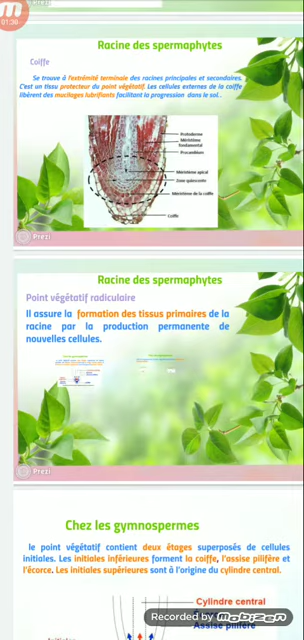 01:36
Racine des spermaphytes
Coiffe
Se trouve à l'extrémité terminale des racines principales et secondaires.
C'est un tissu protecteur du point végétatif. Les cellules externes de la coiffe
libèrent des mucilages lubrifiants facilitant la progression dans le sol..
Protoderme
Méristème
fondamental
Procambium
Méristème apical
Zone quiescente
Méristème de la coiffe
Coiffe
Prezi
Racine des spermaphytes
Point végétatif radiculaire
Il assure la formation des tissus primaires de la
racine par la production permanente de
nouvelles cellules.
Prezi
Chez les gymnospermes
le point végétatif contient deux étages superposés de cellules
initiales. Les initiales inférieures forment la coiffe, l'assise pilifère et
l'écorce. Les initiales supérieures sont à l'origine du cylindre central.
Cylindre central
Assise pilifère
Initiales
Recorded by Mobizen